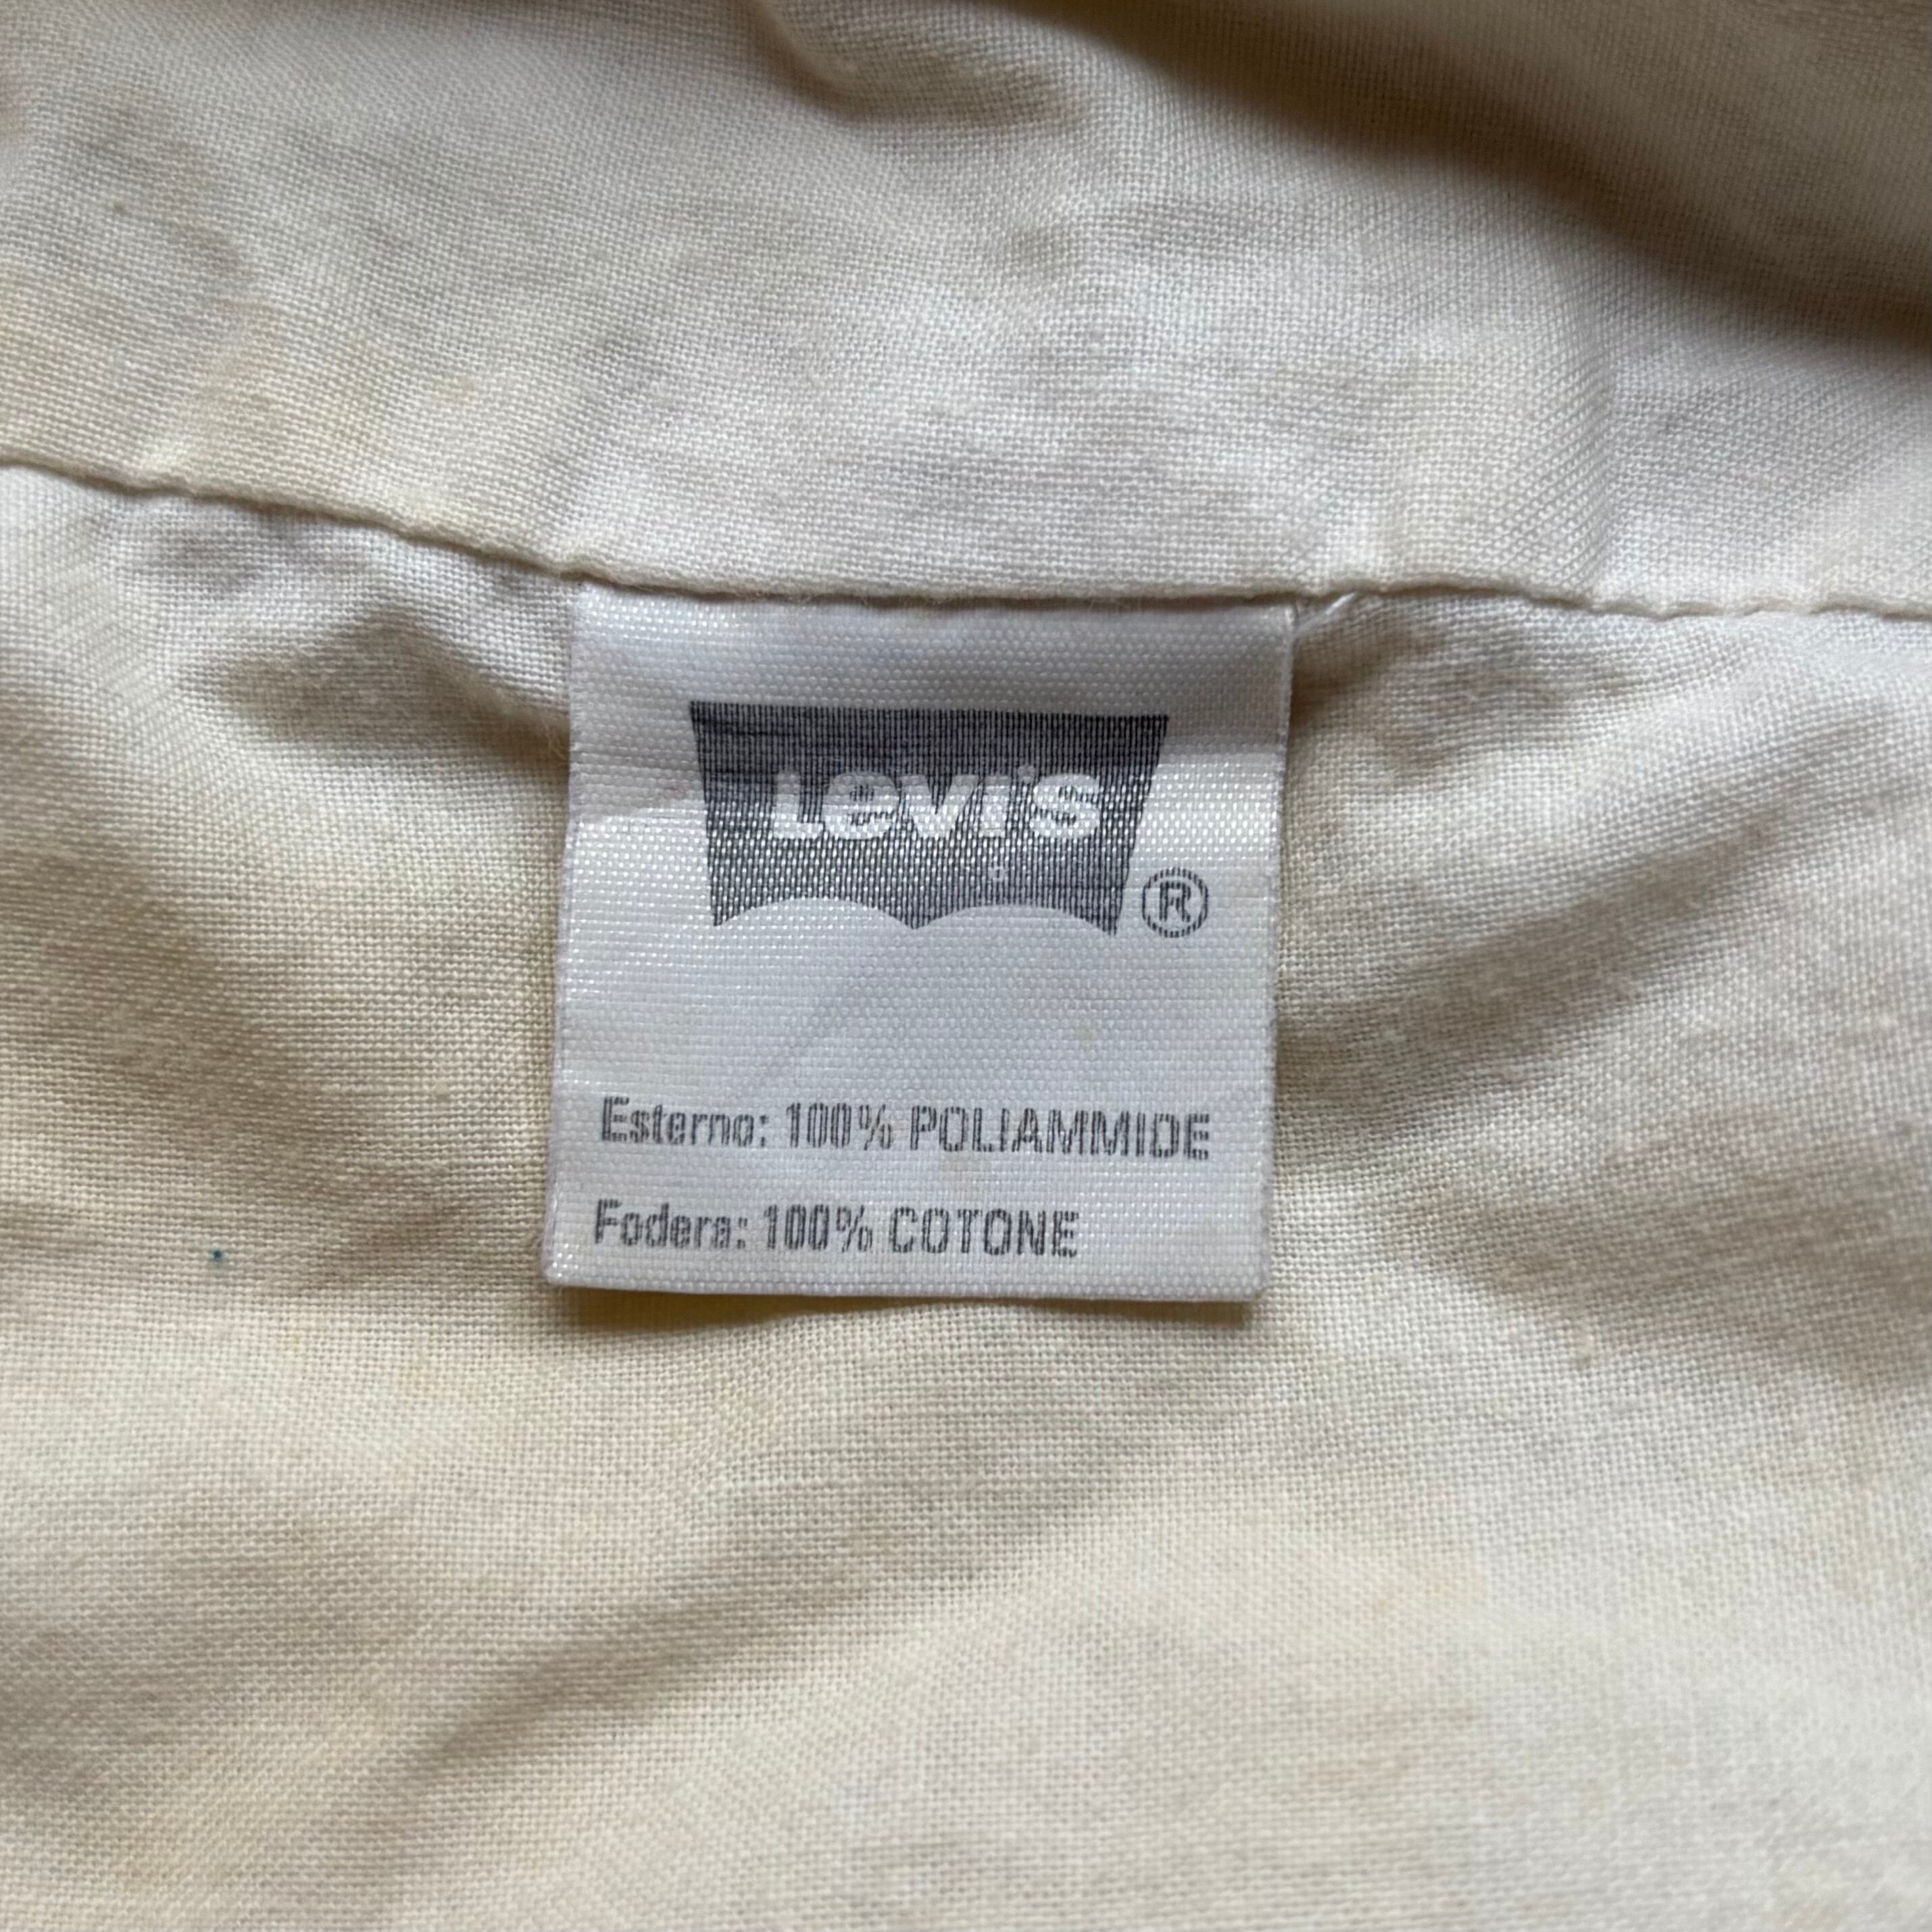 Levi's
®
Esterno: 100% POLIAMMIDE
Fodera: 100% COTONE